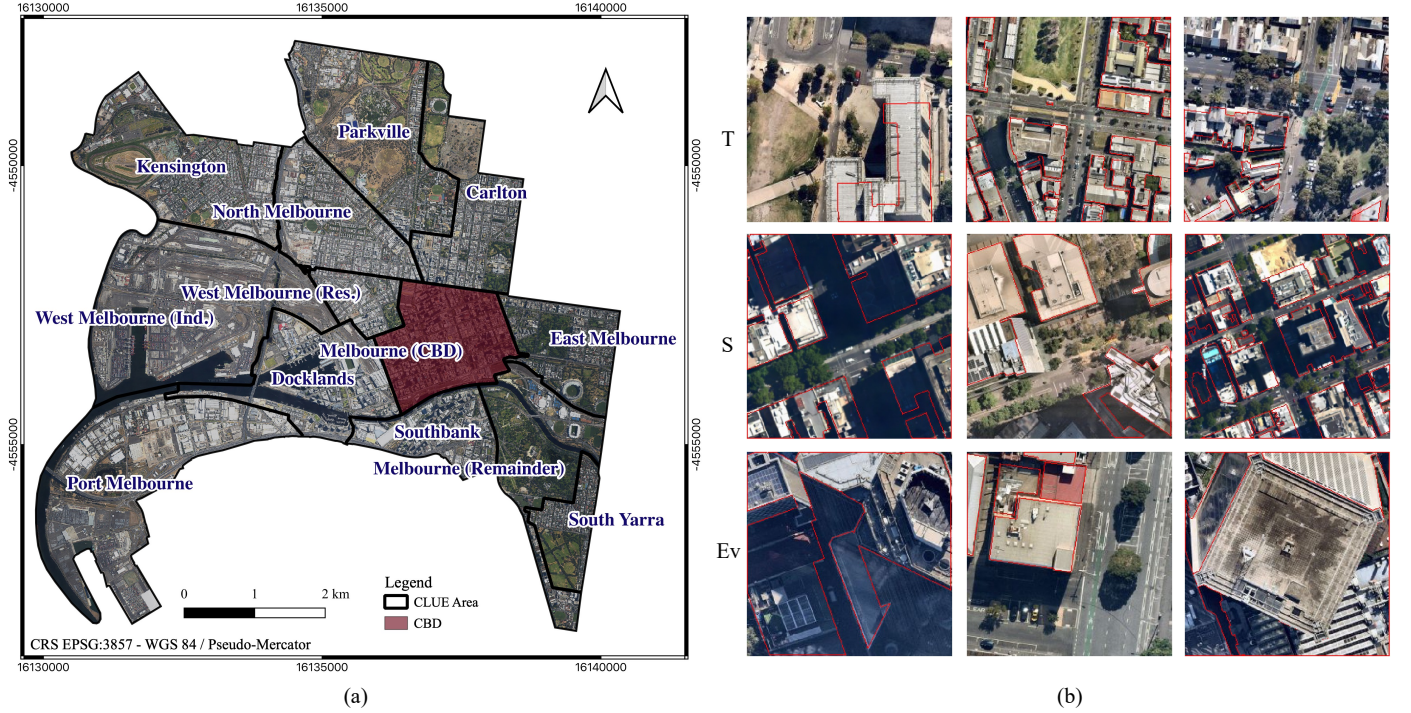 16130000
16135000
16140000
-4550000
-4550000
-4555000
-4555000
Parkville
Kensington
Carlton
North Melbourne
West Melbourne (Res.)
West Melbourne (Ind.)
East Melbourne
Melbourne (CBD)
Docklands
Southbank
Melbourne (Remainder)
Port Melbourne
South Yarra
0 1 2 km
Legend
CLUE Area
CBD
CRS EPSG:3857 - WGS 84 / Pseudo-Mercator
16130000
16135000
16140000
(a)
T
S
Ev
(b)